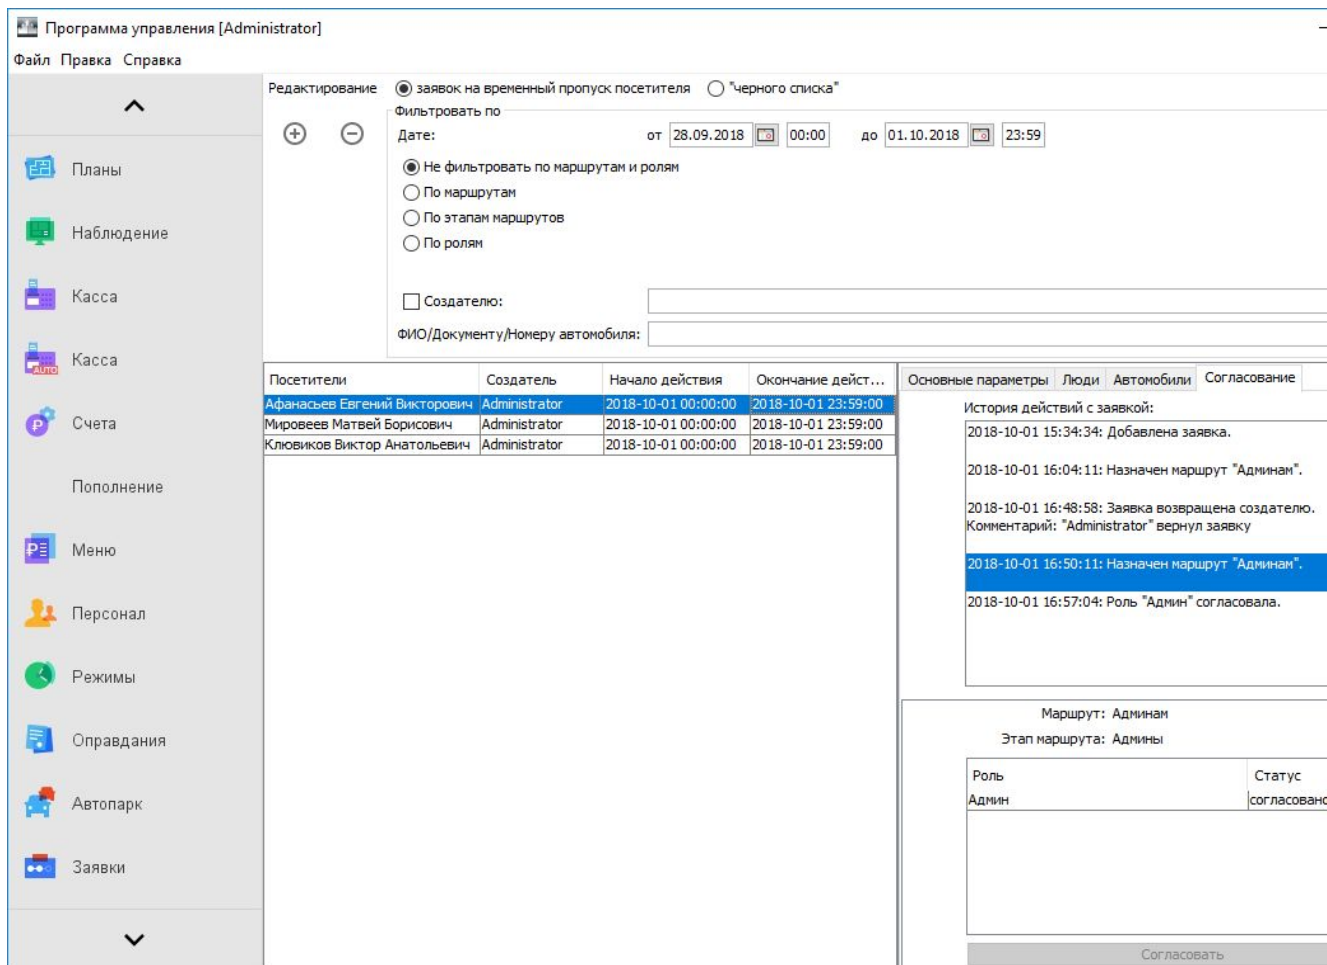 Программа управления [Administrator]
Файл Правка Справка
Планы
Наблюдение
Касса
AUTO
Касса
Счета
Пополнение
Меню
Персонал
Режимы
Оправдания
Автопарк
Заявки
Редактирование заявок на временный пропуск посетителя "черного списка"
Фильтровать по
Дате: от 28.09.2018 00:00 до 01.10.2018 23:59
Не фильтровать по маршрутам и ролям
По маршрутам
По этапам маршрутов
По ролям
Создателю:
ФИО/Документу/Номеру автомобиля:
Посетители Создатель Начало действия Окончание дейст...
Афанасьев Евгений Викторович Administrator 2018-10-01 00:00:00 2018-10-01 23:59:00
Мировеев Матвей Борисович Administrator 2018-10-01 00:00:00 2018-10-01 23:59:00
Клювиков Виктор Анатольевич Administrator 2018-10-01 00:00:00 2018-10-01 23:59:00
Основные параметры Люди Автомобили Согласование
История действий с заявкой:
2018-10-01 15:34:34: Добавлена заявка.
2018-10-01 16:04:11: Назначен маршрут "Админам".
2018-10-01 16:48:58: Заявка возвращена создателю.
Комментарий: "Administrator" вернул заявку
2018-10-01 16:50:11: Назначен маршрут "Админам".
2018-10-01 16:57:04: Роль "Админ" согласовала.
Маршрут: Админам
Этап маршрута: Админы
Роль Статус
Админ согласовано
Согласовать